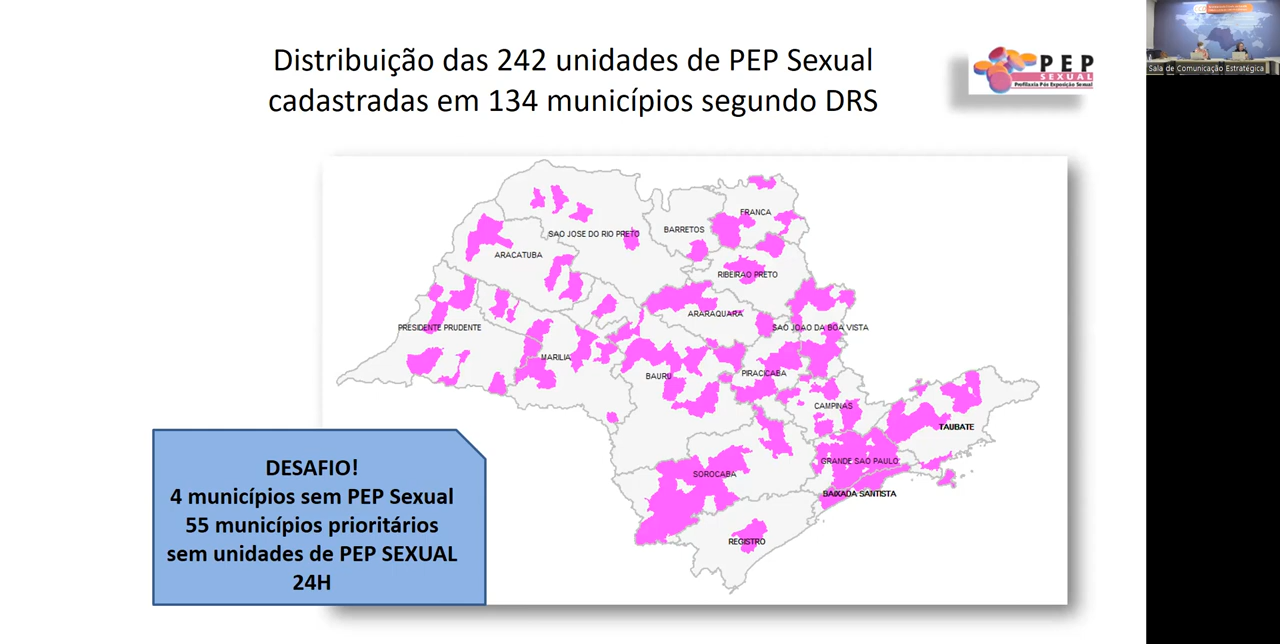 Distribuição das 242 unidades de PEP Sexual
cadastradas em 134 municípios segundo DRS
PEP
SEXUAL
Profilaxia Pós Exposição Sexual
Sala de Comunicação Estratégica
FRANCA
BARRETOS
SAO JOSE DO RIO PRETO
ARACATUBA
RIBEIRAO PRETO
ARARAQUARA
PRESIDENTE PRUDENTE
SAO JOAO DA BOA VISTA
MARILIA
BAURU
PIRACICABA
CAMPINAS
TAUBATE
GRANDE SAO PAULO
SOROCABA
BAIXADA SANTISTA
REGISTRO
DESAFIO!
4 municípios sem PEP Sexual
55 municípios prioritários
sem unidades de PEP SEXUAL
24H